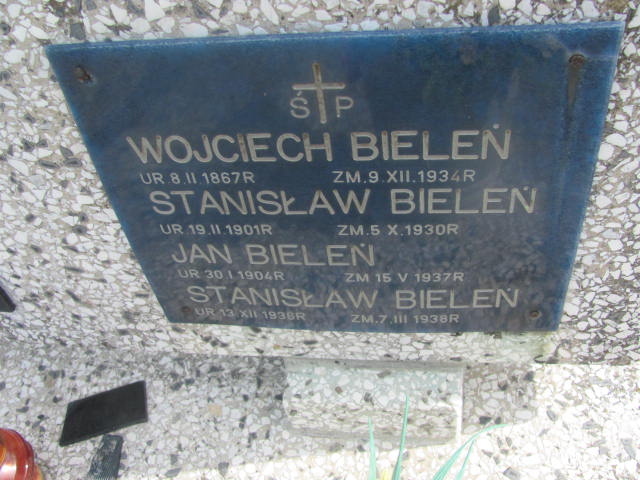 Ś P
WOJCIECH BIELEŃ
UR 8.II.1867R ZM.9.XII.1934R
STANISŁAW BIELEŃ
UR 19.II 1901R ZM.5 X.1930R
JAN BIELEŃ
UR 30.I 1904R ZM 15 V 1937R
STANISŁAW BIELEŃ
UR 13 XII 1938R ZM.7.III 1938R